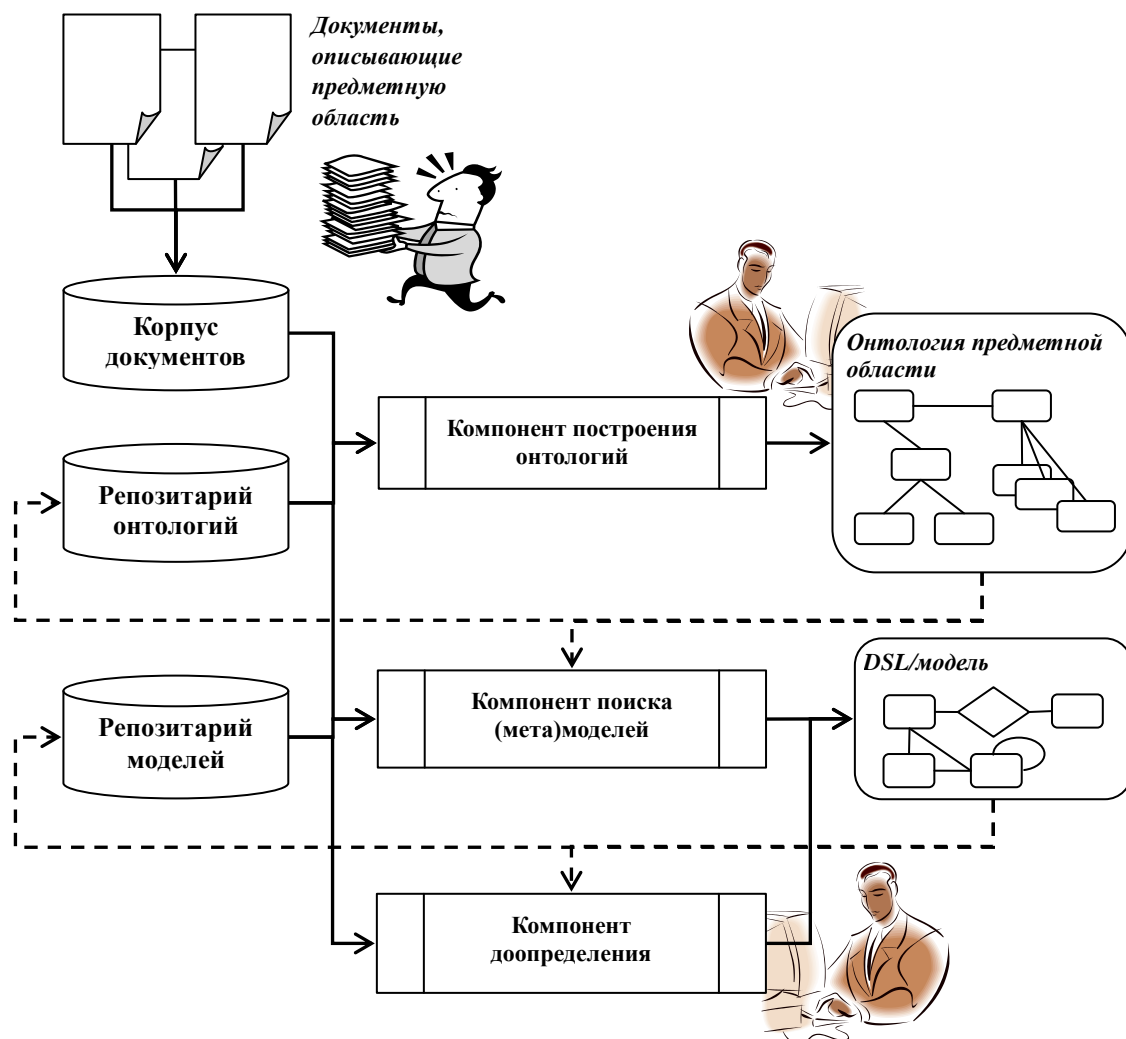 Документы,
описывающие
предметную
область
Корпус
документов
Онтология предметной
области
Компонент построения
онтологий
Репозитарий
онтологий
DSL/модель
Компонент поиска
(мета)моделей
Репозитарий
моделей
Компонент
доопределения